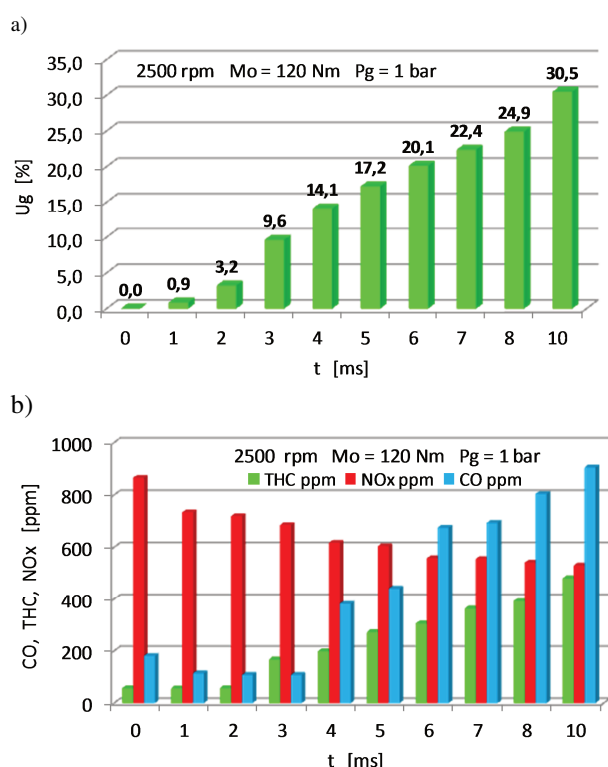 a)
2500 rpm Mo = 120 Nm Pg = 1 bar
Ug [%]
35,0
30,0
25,0
20,0
15,0
10,0
5,0
0,0
0,0 0,9 3,2 9,6 14,1 17,2 20,1 22,4 24,9 30,5
0 1 2 3 4 5 6 7 8 10
t [ms]
b)
2500 rpm Mo = 120 Nm Pg = 1 bar
THC ppm NOx ppm CO ppm
CO, THC, NOx [ppm]
1000
800
600
400
200
0
0 1 2 3 4 5 6 7 8 10
t [ms]